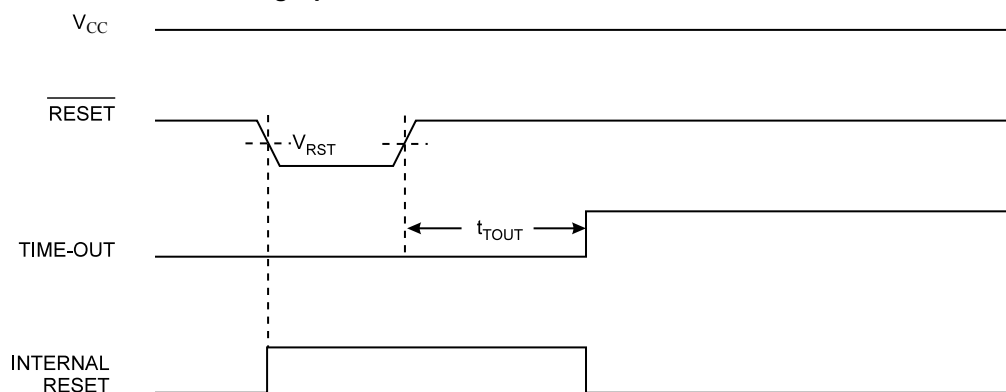 VCC
RESET
VRST
tTOUT
TIME-OUT
INTERNAL
RESET